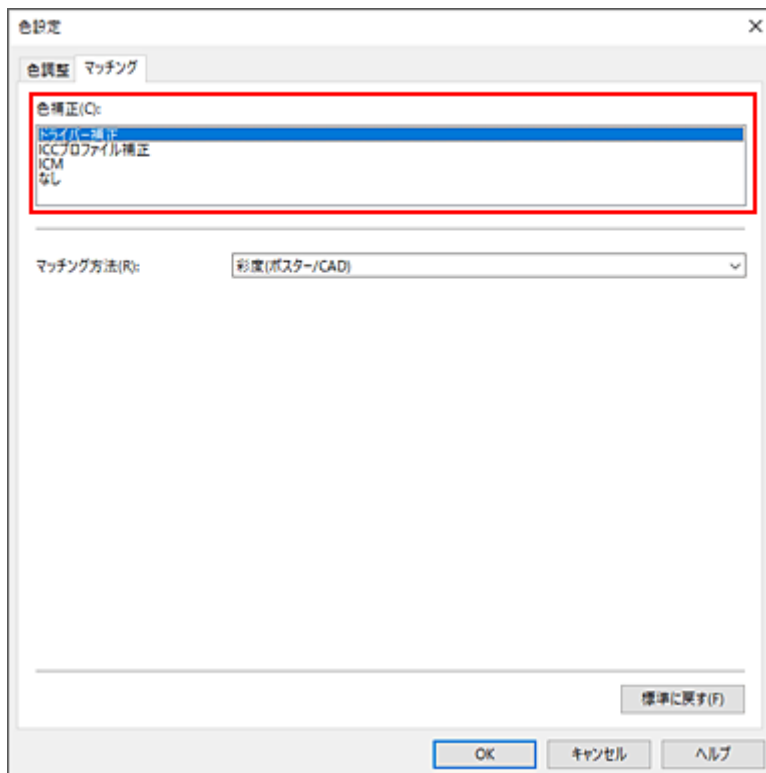 色設定
色調整 マッチング
色補正(C):
ドライバー補正
ICCプロファイル補正
ICM
なし
マッチング方法(R): 彩度(ポスター/CAD)
標準に戻す(F)
OK キャンセル ヘルプ